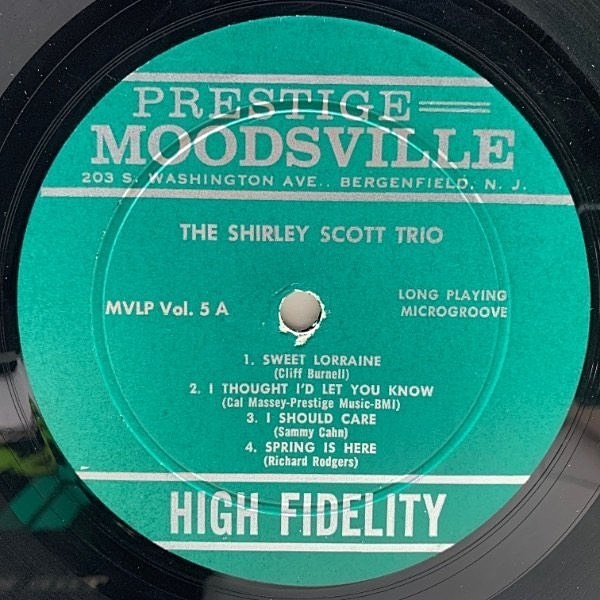 PRESTIGE
MOODSVILLE
203 S. WASHINGTON AVE., BERGENFIELD, N. J.
THE SHIRLEY SCOTT TRIO
MVLP Vol. 5 A
LONG PLAYING
MICROGROOVE
1. SWEET LORRAINE
(Cliff Burnell)
2. I THOUGHT I'D LET YOU KNOW
(Cal Massey-Prestige Music-BMI)
3. I SHOULD CARE
(Sammy Cahn)
4. SPRING IS HERE
(Richard Rodgers)
HIGH FIDELITY